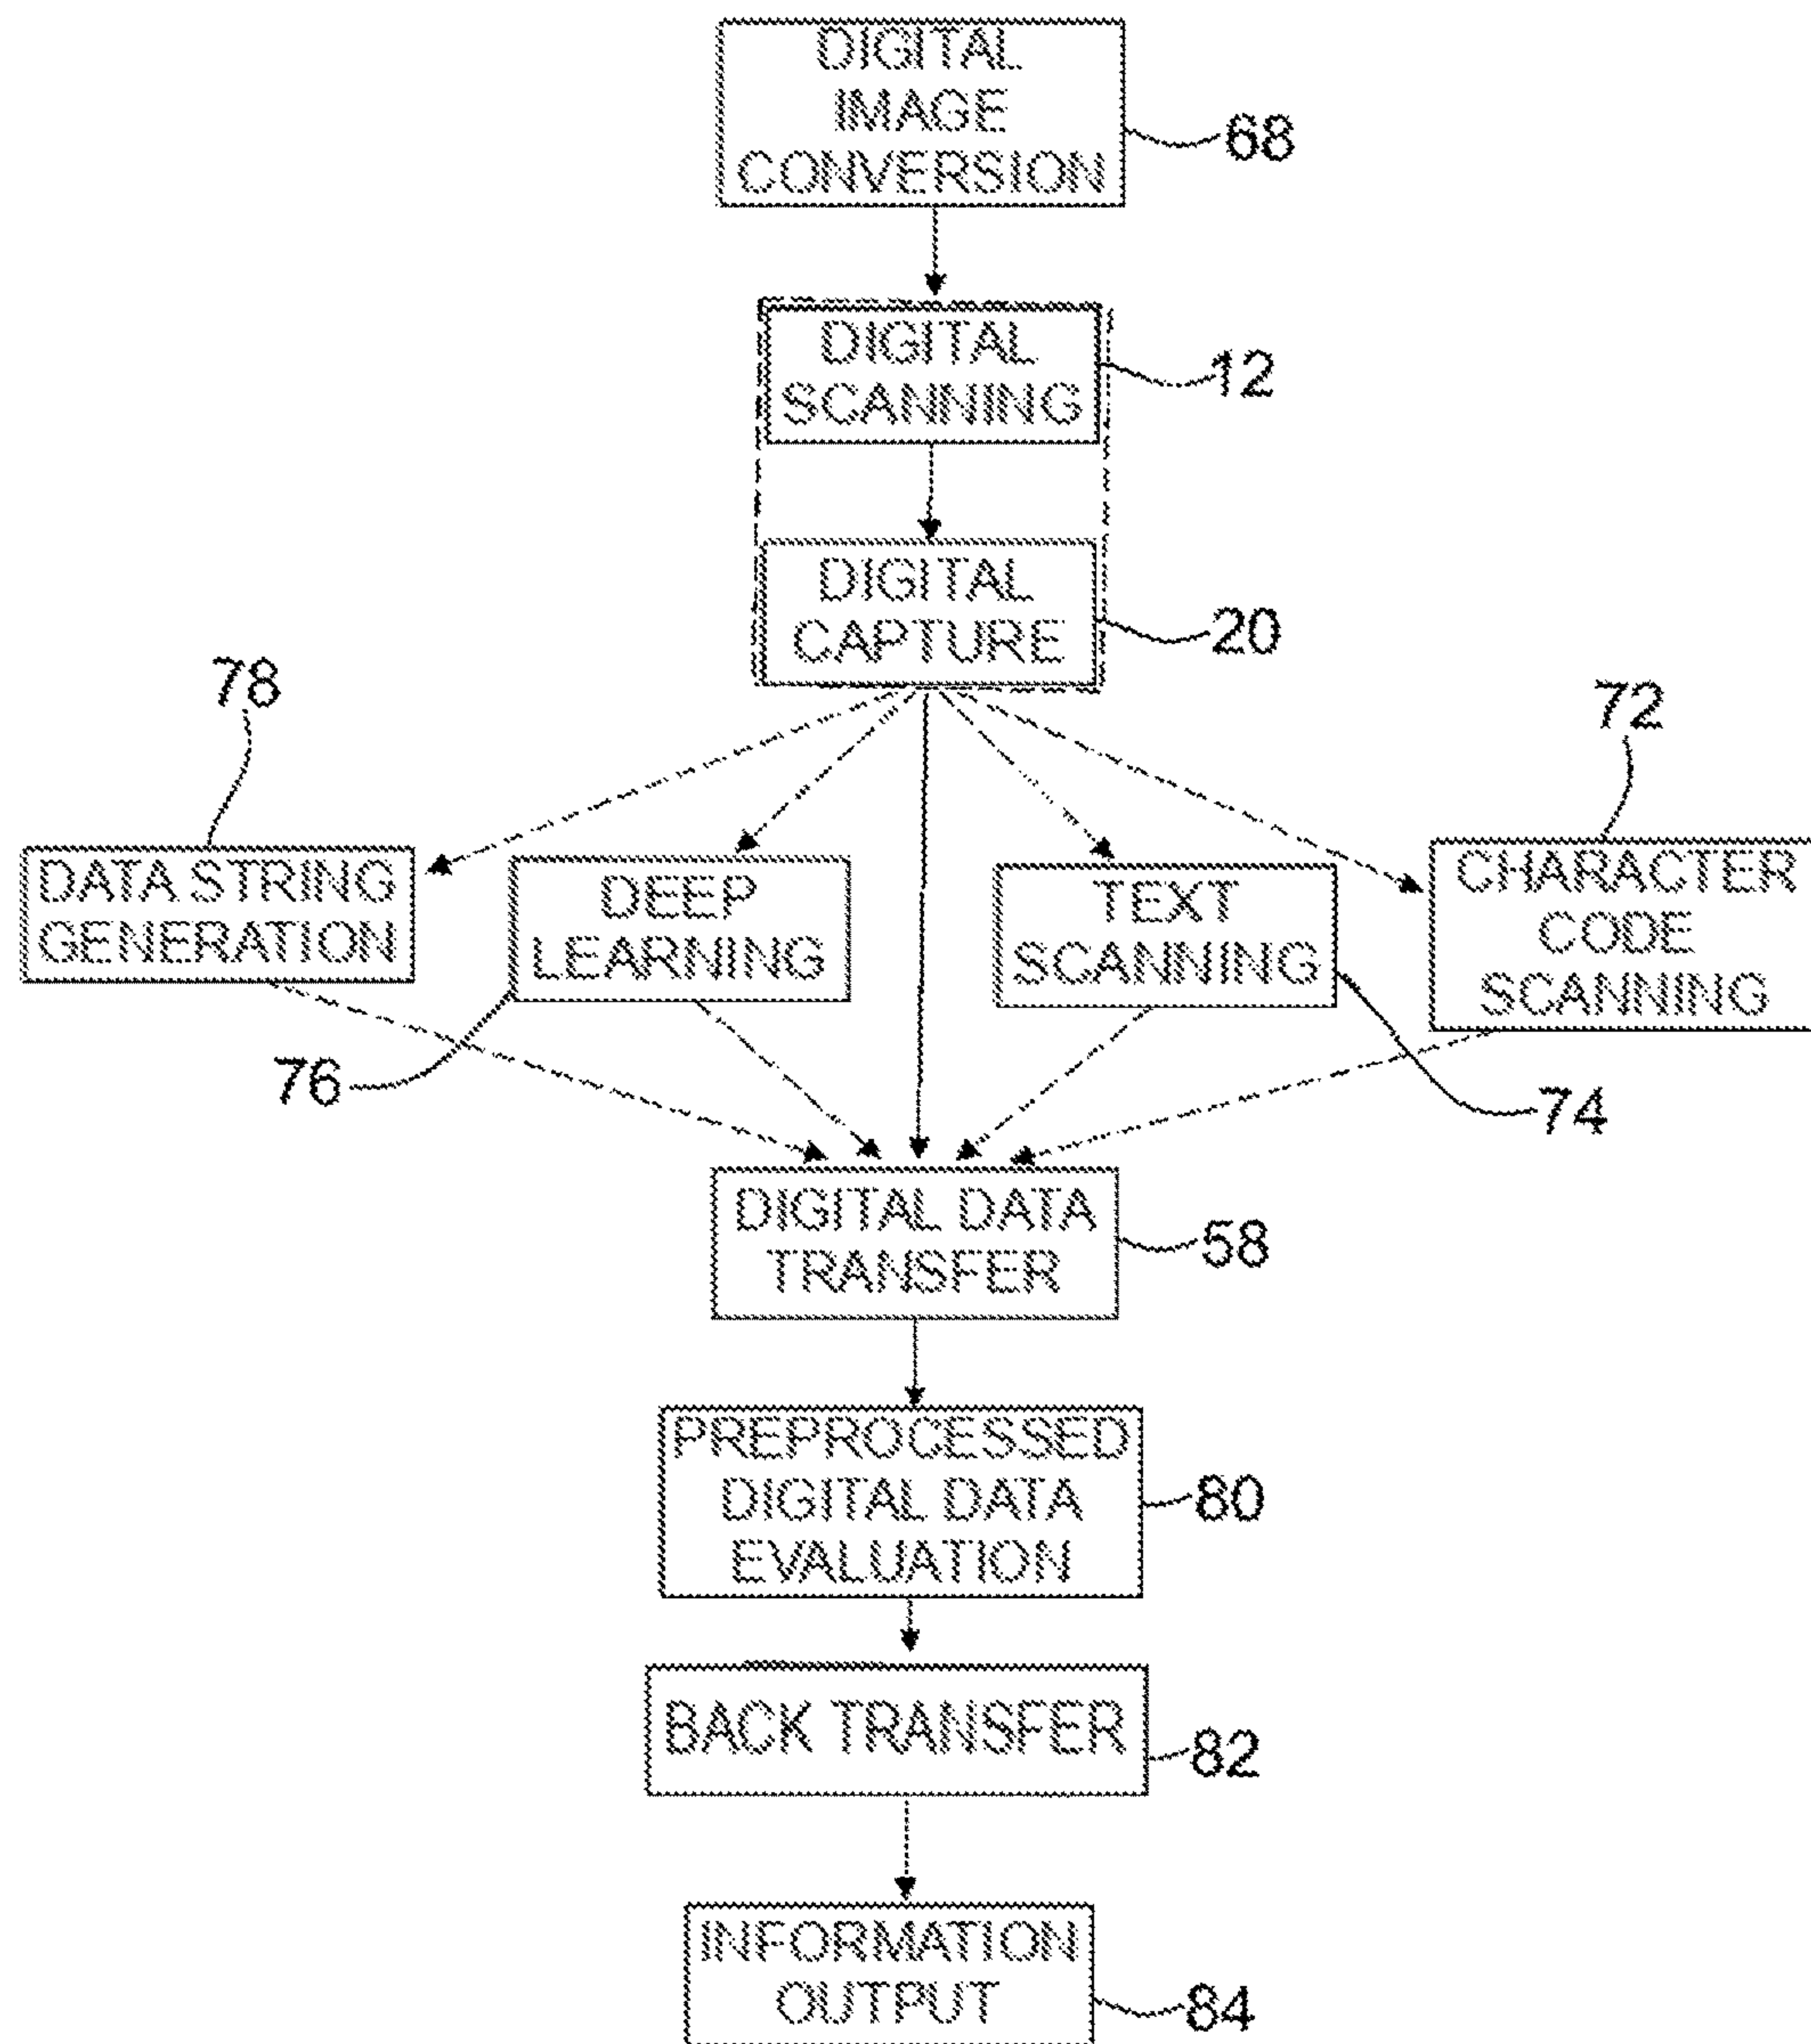 DIGITAL
IMAGE
CONVERSION
68
DIGITAL
SCANNING
12
DIGITAL
CAPTURE
20
78
72
DATA STRING
GENERATION
DEEP
LEARNING
TEXT
SCANNING
CHARACTER
CODE
SCANNING
76
74
DIGITAL DATA
TRANSFER
58
PREPROCESSED
DIGITAL DATA
EVALUATION
80
BACK TRANSFER
82
INFORMATION
OUTPUT
84